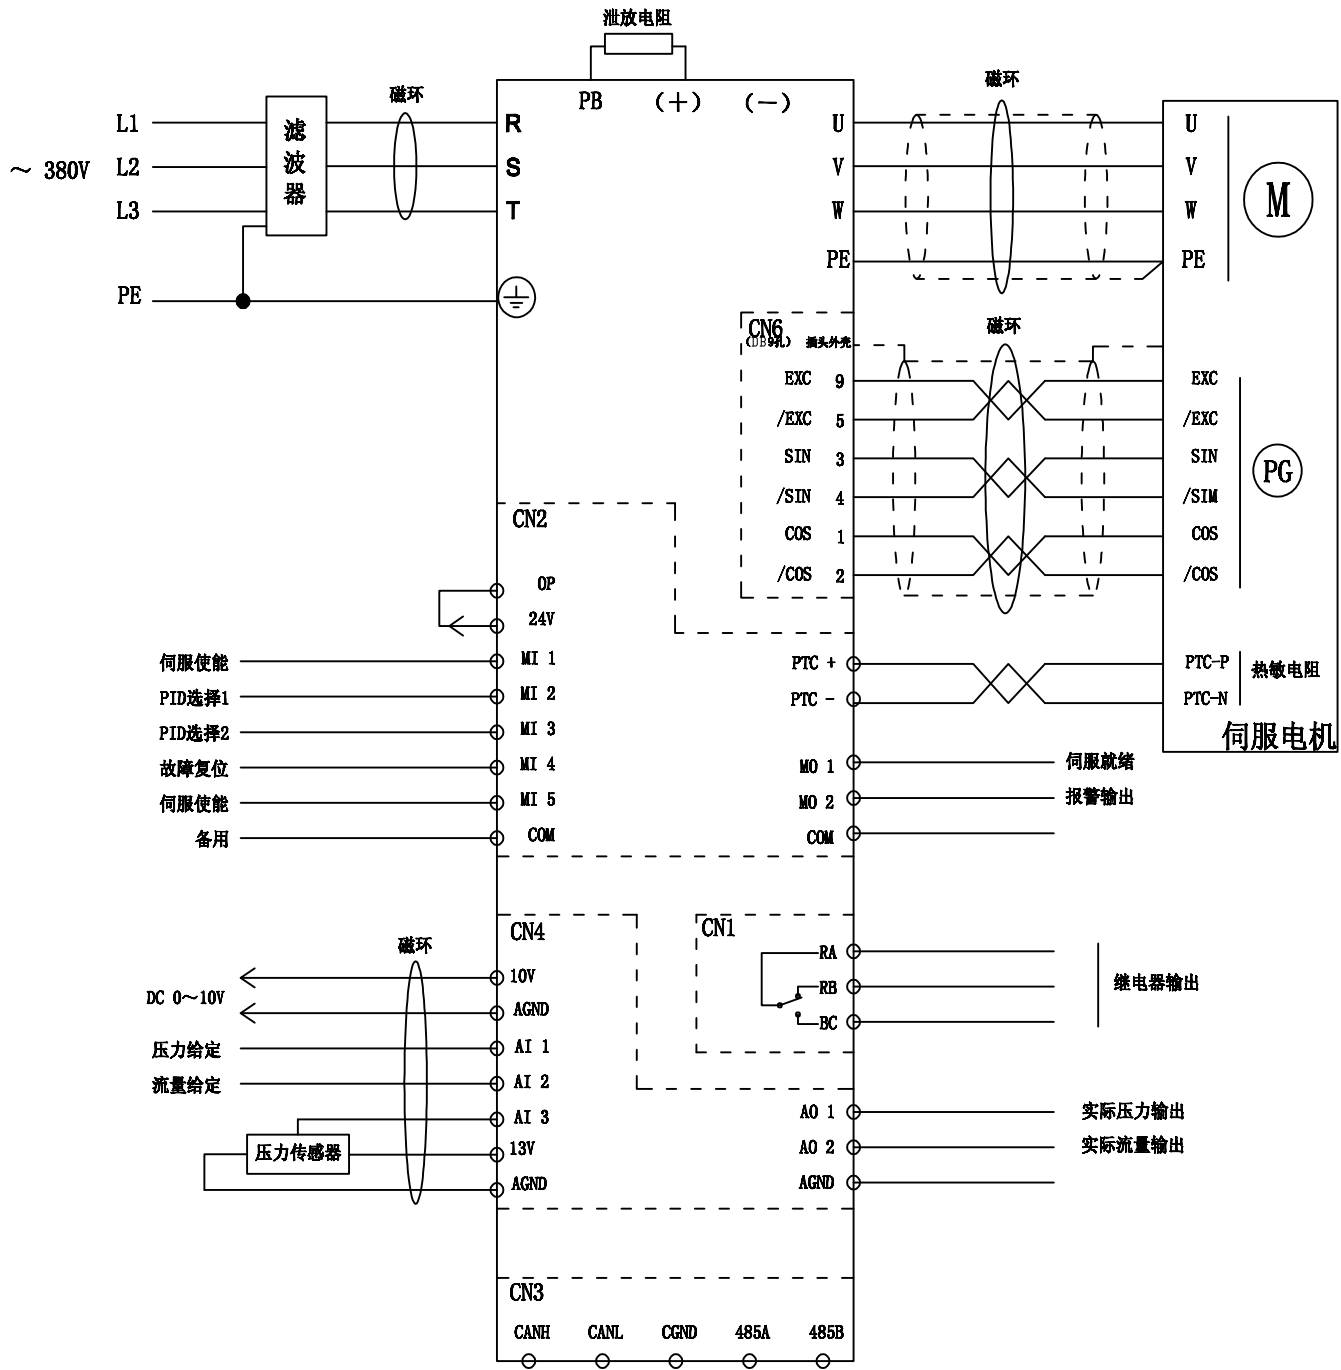 泄放电阻
PB (+) (-)
磁环
磁环
滤波器
～ 380V
L1
L2
L3
PE
R
S
T
U
V
W
PE
U
V
W
PE
M
CN6
(DB9孔) 插头外壳
磁环
EXC 9
/EXC 5
SIN 3
/SIN 4
COS 1
/COS 2
EXC
/EXC
SIN
/SIM
COS
/COS
PG
CN2
OP
24V
伺服使能 MI 1
PID选择1 MI 2
PID选择2 MI 3
故障复位 MI 4
伺服使能 MI 5
备用 COM
PTC +
PTC -
PTC-P
PTC-N
热敏电阻
伺服电机
MO 1 伺服就绪
MO 2 报警输出
COM
CN4
磁环
DC 0～10V
10V
AGND
压力给定 AI 1
流量给定 AI 2
AI 3
压力传感器 13V
AGND
CN1
RA
RB
BC
继电器输出
AO 1 实际压力输出
AO 2 实际流量输出
AGND
CN3
CANH CANL CGND 485A 485B